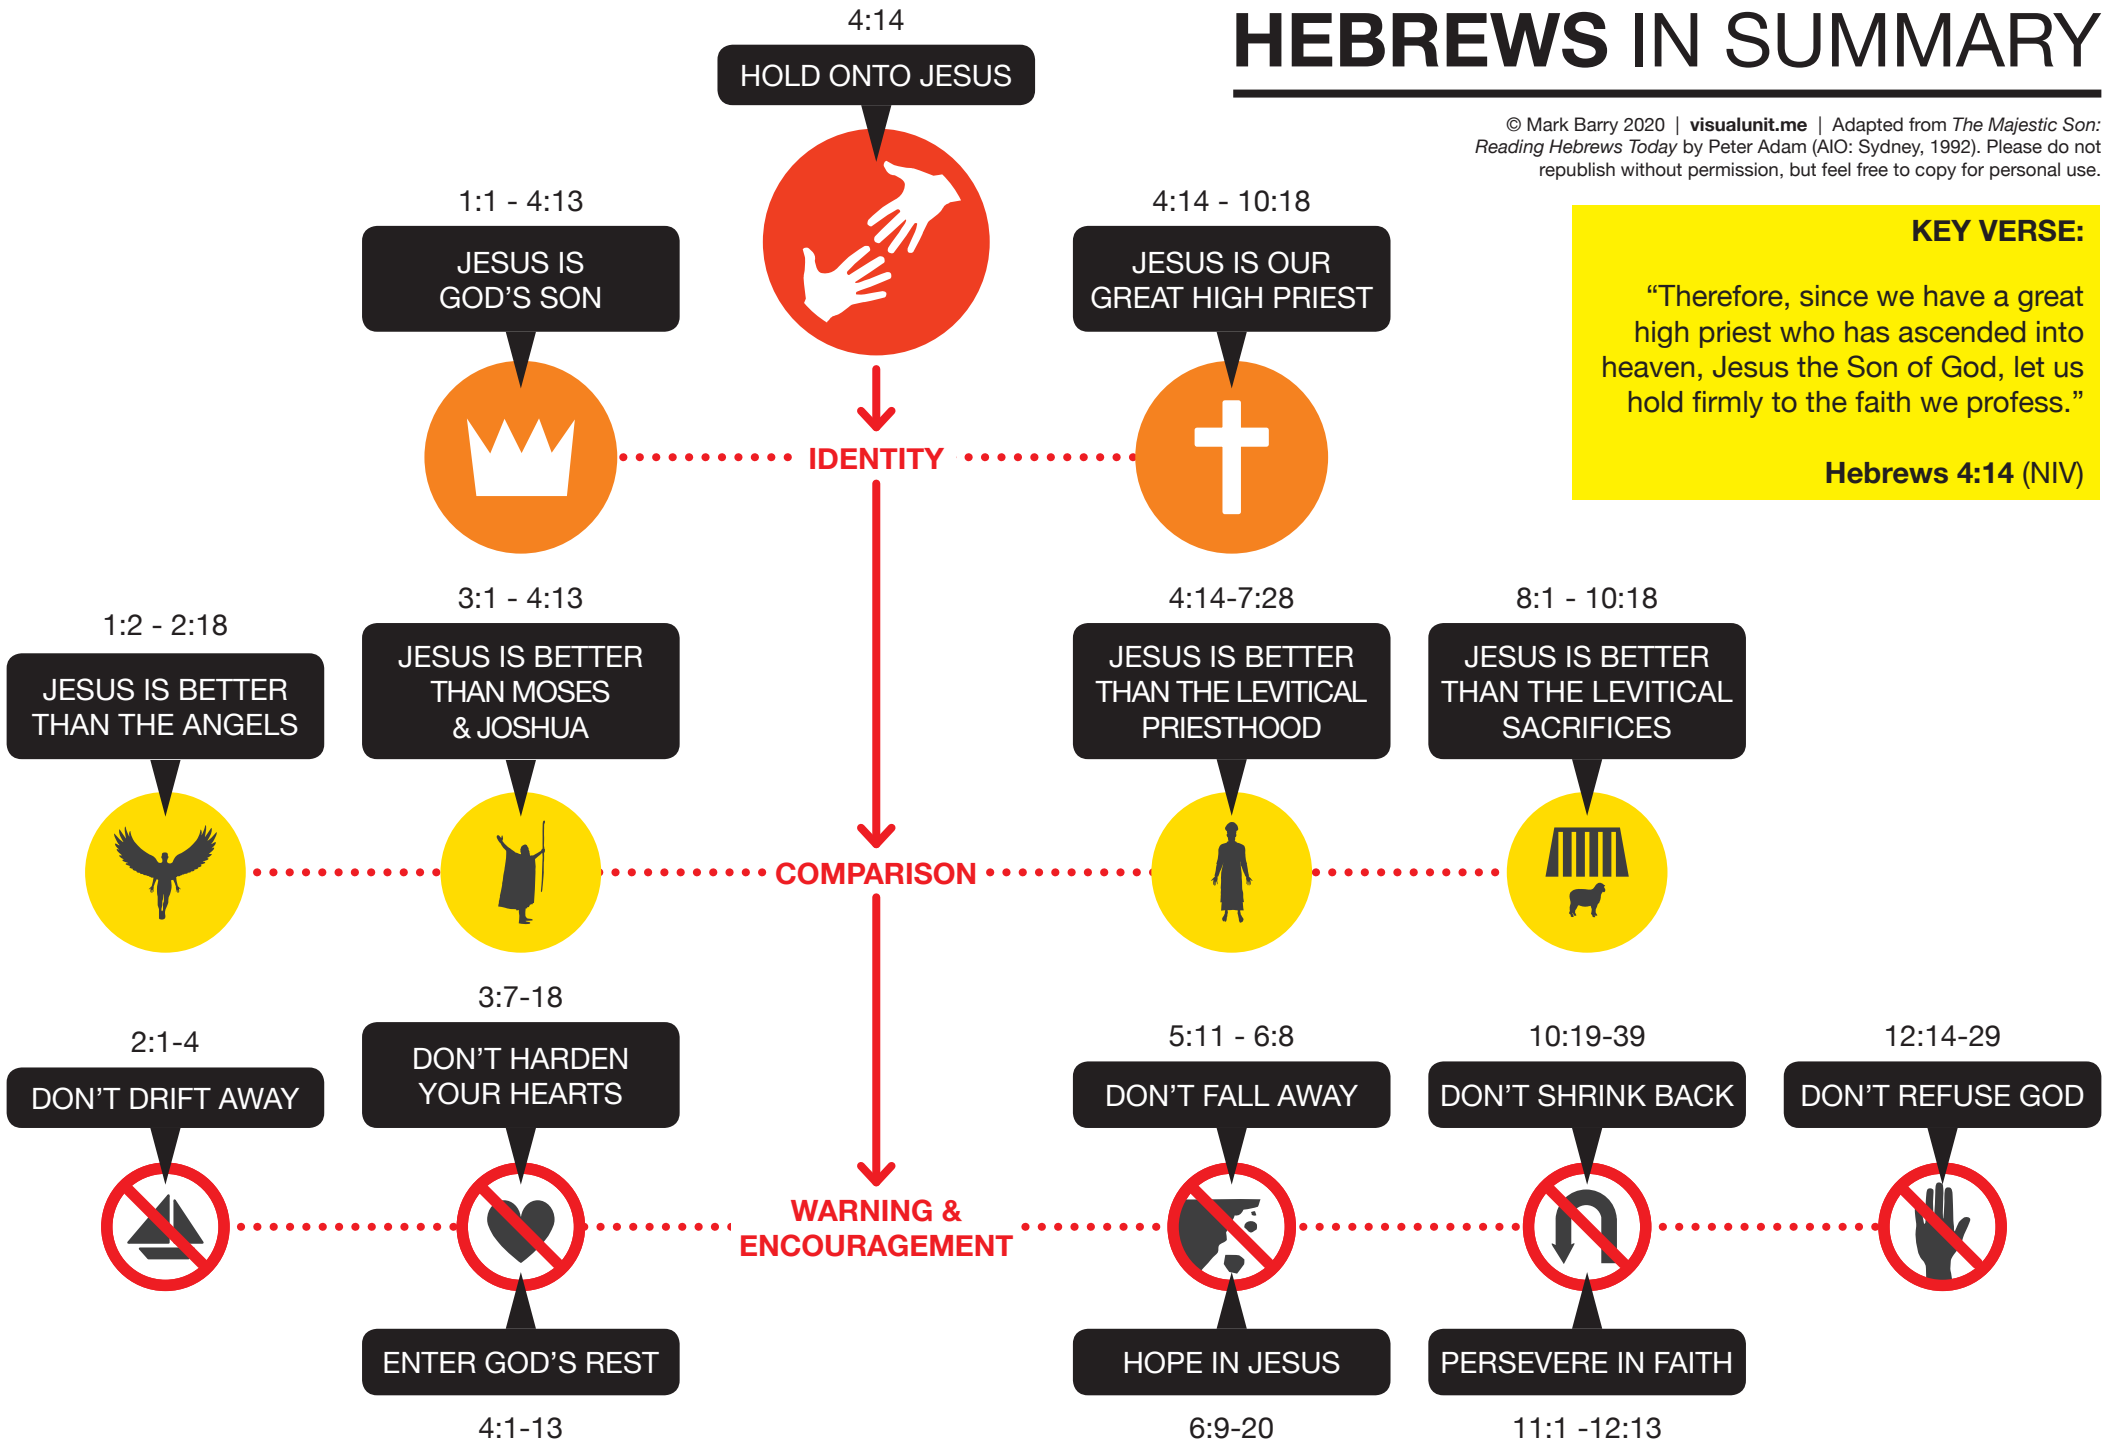 4:14
HOLD ONTO JESUS
HEBREWS IN SUMMARY
© Mark Barry 2020 | visualunit.me | Adapted from The Majestic Son:
Reading Hebrews Today by Peter Adam (AIO: Sydney, 1992). Please do not
republish without permission, but feel free to copy for personal use.
KEY VERSE:
“Therefore, since we have a great
high priest who has ascended into
heaven, Jesus the Son of God, let us
hold firmly to the faith we profess.”
Hebrews 4:14 (NIV)
1:1 - 4:13
JESUS IS
GOD’S SON
4:14 - 10:18
JESUS IS OUR
GREAT HIGH PRIEST
IDENTITY
1:2 - 2:18
JESUS IS BETTER
THAN THE ANGELS
3:1 - 4:13
JESUS IS BETTER
THAN MOSES
& JOSHUA
4:14-7:28
JESUS IS BETTER
THAN THE LEVITICAL
PRIESTHOOD
8:1 - 10:18
JESUS IS BETTER
THAN THE LEVITICAL
SACRIFICES
COMPARISON
2:1-4
DON’T DRIFT AWAY
3:7-18
DON’T HARDEN
YOUR HEARTS
5:11 - 6:8
DON’T FALL AWAY
10:19-39
DON’T SHRINK BACK
12:14-29
DON’T REFUSE GOD
WARNING &
ENCOURAGEMENT
ENTER GOD’S REST
4:1-13
HOPE IN JESUS
6:9-20
PERSEVERE IN FAITH
11:1 -12:13